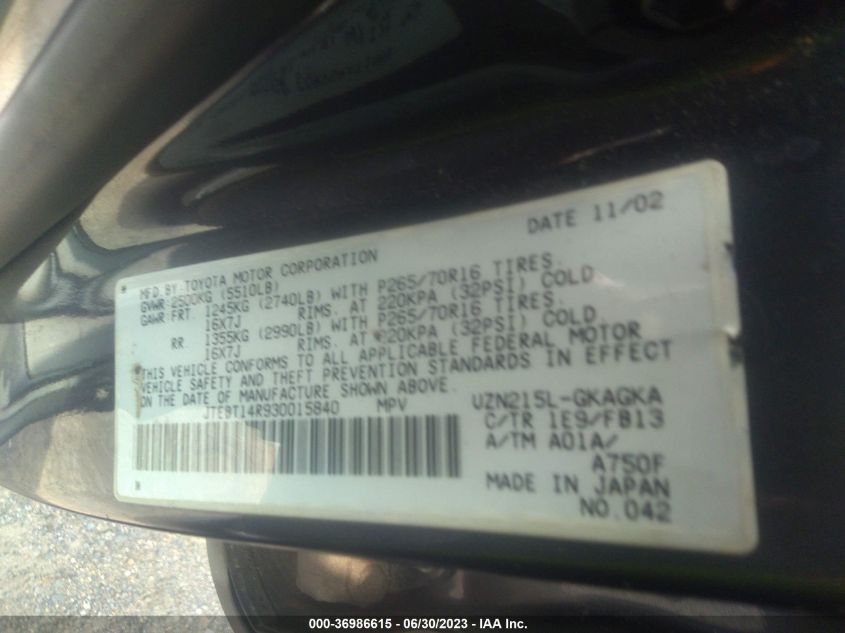 DATE 11/02
MFD.BY:TOYOTA MOTOR CORPORATION
GVWR:2500KG (5510LB)
GAWR:FRT. 1245KG (2740LB) WITH P265/70R16 TIRES.
16X7J RIMS. AT 220KPA (32PSI) COLD
RR 1355KG (2990LB) WITH P265/70R16 TIRES.
16X7J RIMS. AT 220KPA (32PSI) COLD.
THIS VEHICLE CONFORMS TO ALL APPLICABLE FEDERAL MOTOR
VEHICLE SAFETY AND THEFT PREVENTION STANDARDS IN EFFECT
ON THE DATE OF MANUFACTURE SHOWN ABOVE.
JTEBT14R930015840 MPV UZN215L-GKAGKA
C/TR 1E9/FB13
A/TM A01A/
A750F
MADE IN JAPAN
NO.042
000-36986615 / 06/30/2023 - IAA Inc.